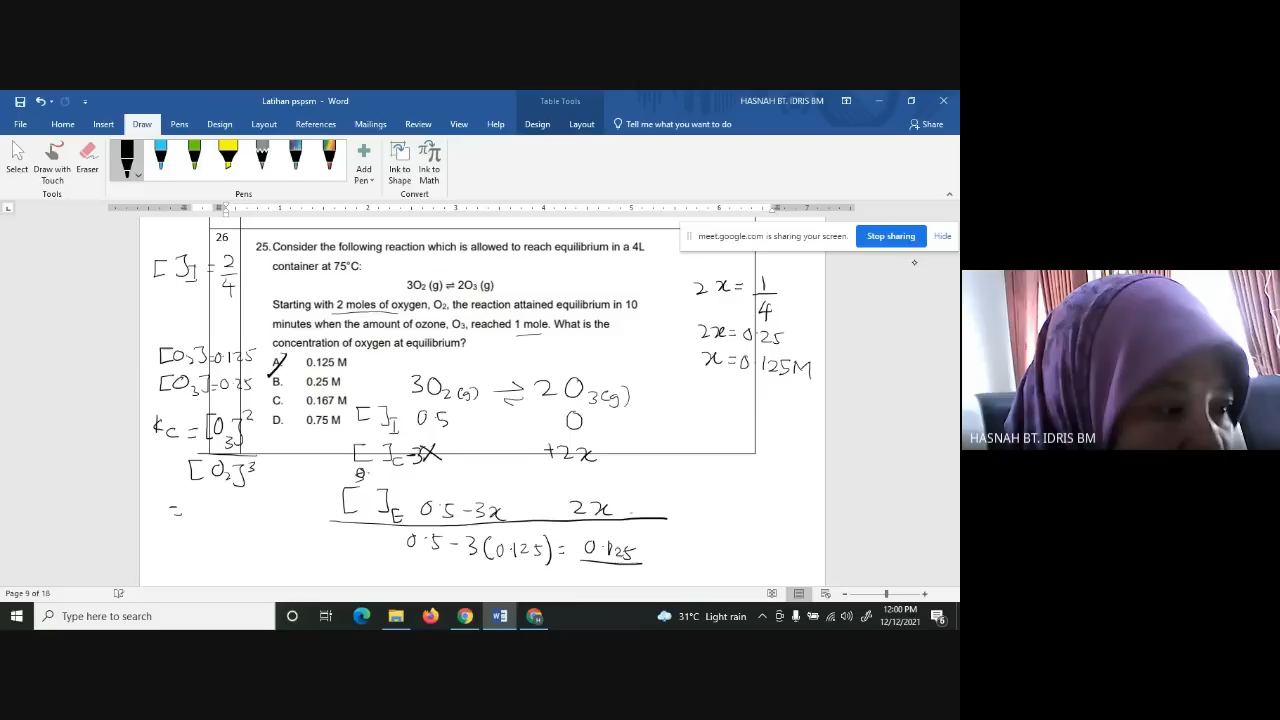 Latihan pspsm - Word
Table Tools
HASNAH BT. IDRIS BM
File Home Insert Draw Pens Design Layout References Mailings Review View Help Design Layout Tell me what you want to do Share
Select Draw with Touch Eraser
Add Pen
Ink to Shape
Ink to Math
Tools Pens Convert
1 2 3 4 5 6 7
meet.google.com is sharing your screen. Stop sharing Hide
26
25. Consider the following reaction which is allowed to reach equilibrium in a 4L
container at 75°C:
3O₂ (g) ⇌ 2O₃ (g)
Starting with 2 moles of oxygen, O₂, the reaction attained equilibrium in 10
minutes when the amount of ozone, O₃, reached 1 mole. What is the
concentration of oxygen at equilibrium?
A. 0.125 M
B. 0.25 M
C. 0.167 M
D. 0.75 M
[ ]I = 2/4
2x = 1/4
2x = 0.25
x = 0.125M
[O₂] = 0.125
[O₃] = 0.25
Kc = [O₃]²
[O₂]³
=
3O₂(g) ⇌ 2O₃(g)
[ ]I 0.5 0
[ ]C -3x +2x
[ ]E 0.5-3x 2x
0.5-3(0.125) = 0.125
HASNAH BT. IDRIS BM
Page 9 of 18
Type here to search
31°C Light rain
12:00 PM
12/12/2021
6